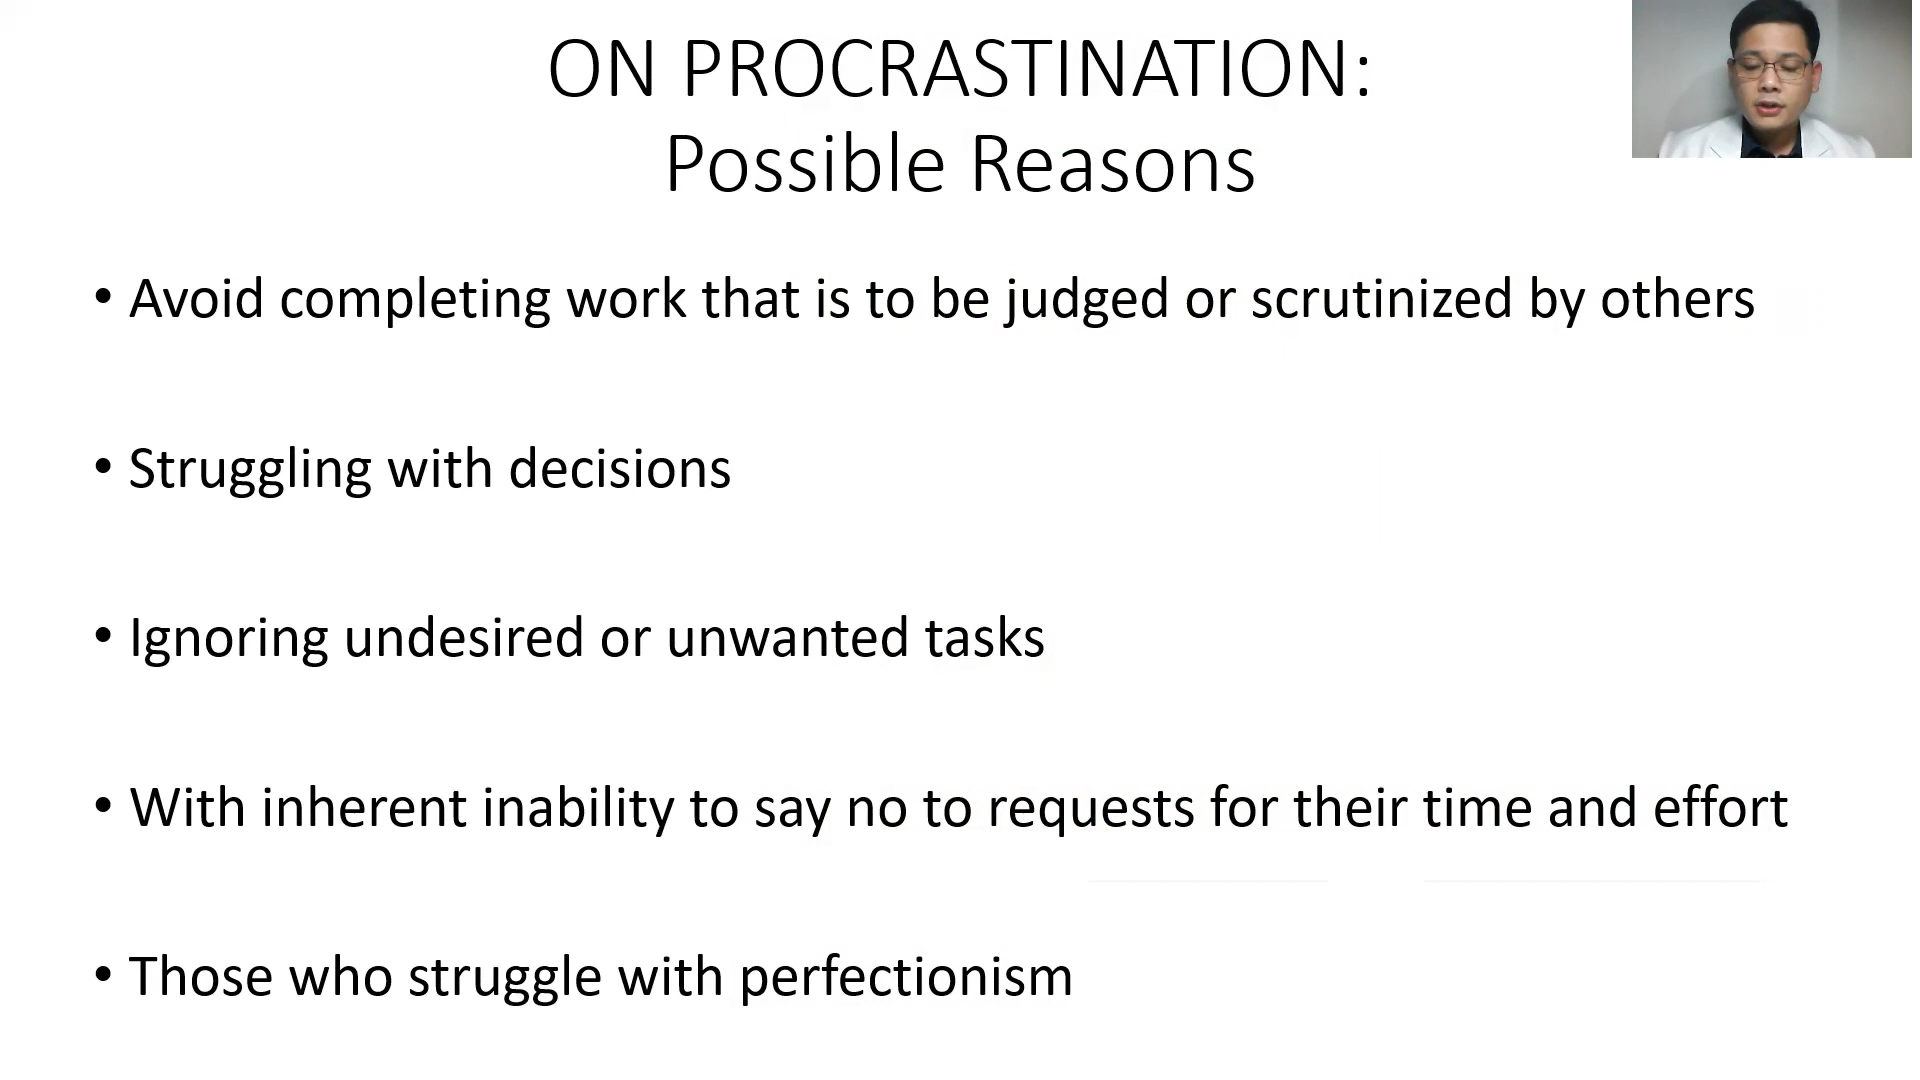 ON PROCRASTINATION:
Possible Reasons
• Avoid completing work that is to be judged or scrutinized by others
• Struggling with decisions
• Ignoring undesired or unwanted tasks
• With inherent inability to say no to requests for their time and effort
• Those who struggle with perfectionism